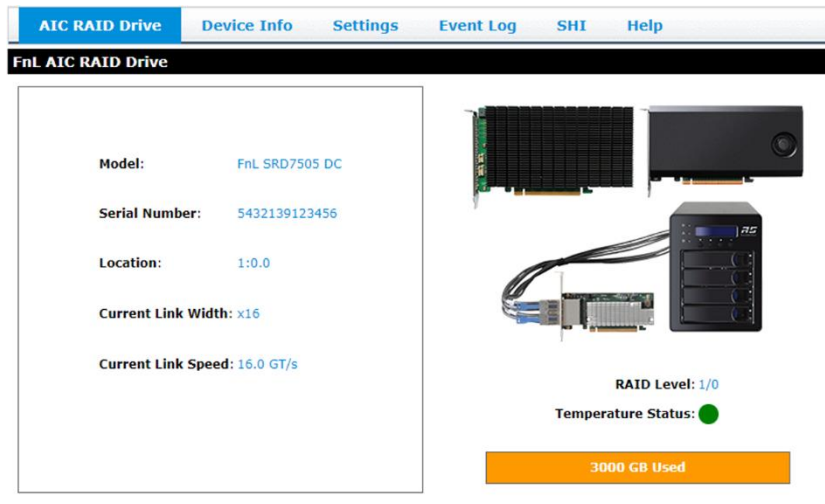 AIC RAID Drive Device Info Settings Event Log SHI Help
FnL AIC RAID Drive
Model: FnL SRD7505 DC
Serial Number: 5432139123456
Location: 1:0.0
Current Link Width: x16
Current Link Speed: 16.0 GT/s
RS
RAID Level: 1/0
Temperature Status:
3000 GB Used